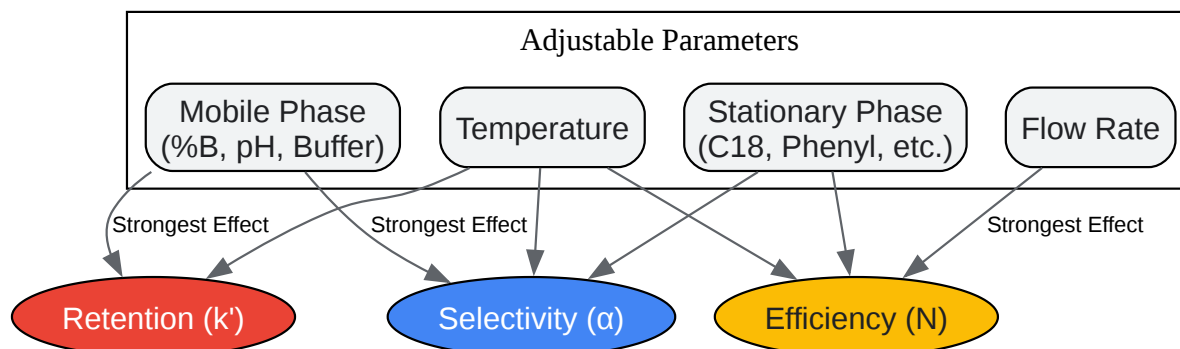 Adjustable Parameters
Mobile Phase
(%B, pH, Buffer)
Temperature
Stationary Phase
(C18, Phenyl, etc.)
Flow Rate
Strongest Effect
Strongest Effect
Strongest Effect
Retention (k')
Selectivity (α)
Efficiency (N)